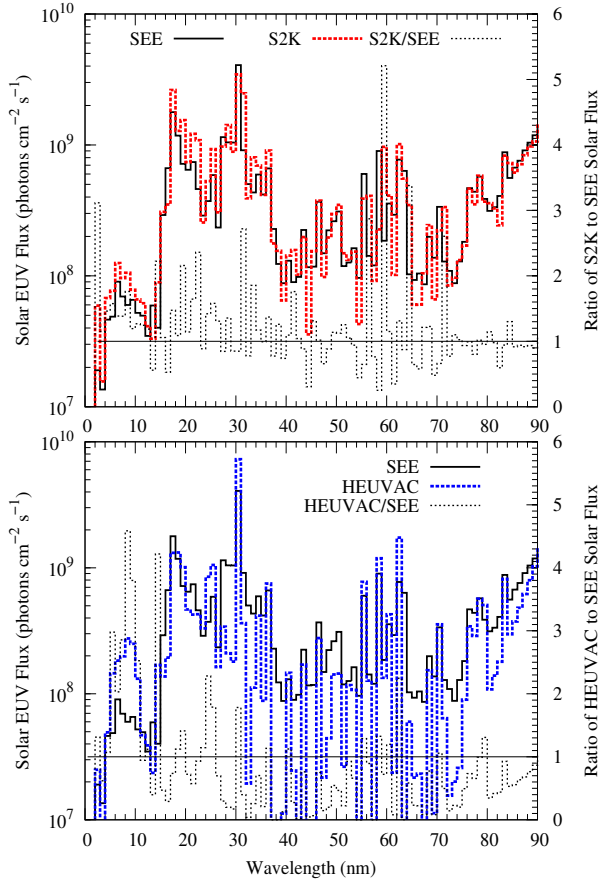 SEE S2K S2K/SEE
10^10
10^9
10^8
10^7
Solar EUV Flux (photons cm^-2 s^-1)
6
5
4
3
2
1
0
Ratio of S2K to SEE Solar Flux
0 10 20 30 40 50 60 70 80 90
SEE
HEUVAC
HEUVAC/SEE
10^10
10^9
10^8
10^7
Solar EUV Flux (photons cm^-2 s^-1)
6
5
4
3
2
1
0
Ratio of HEUVAC to SEE Solar Flux
0 10 20 30 40 50 60 70 80 90
Wavelength (nm)